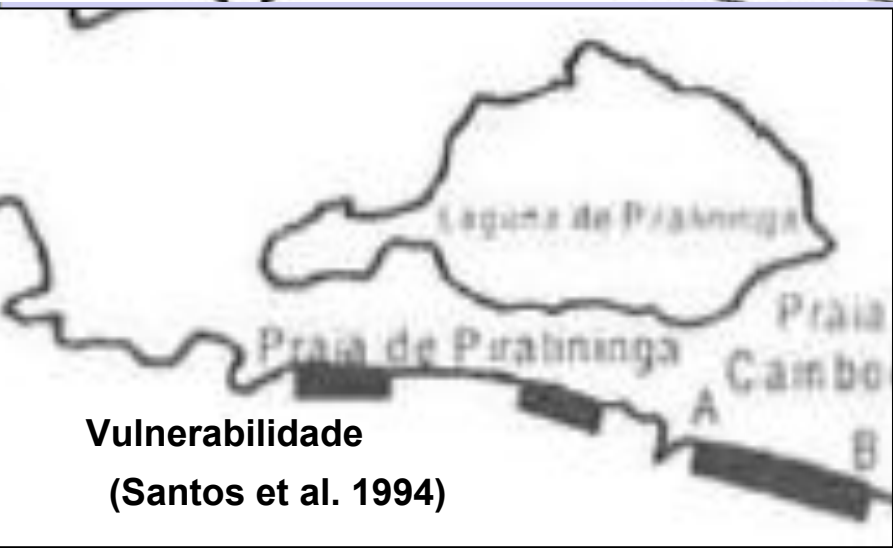 Laguna de Piratininga
Praia de Piratininga
Praia
Cambo
A
B
Vulnerabilidade
(Santos et al. 1994)